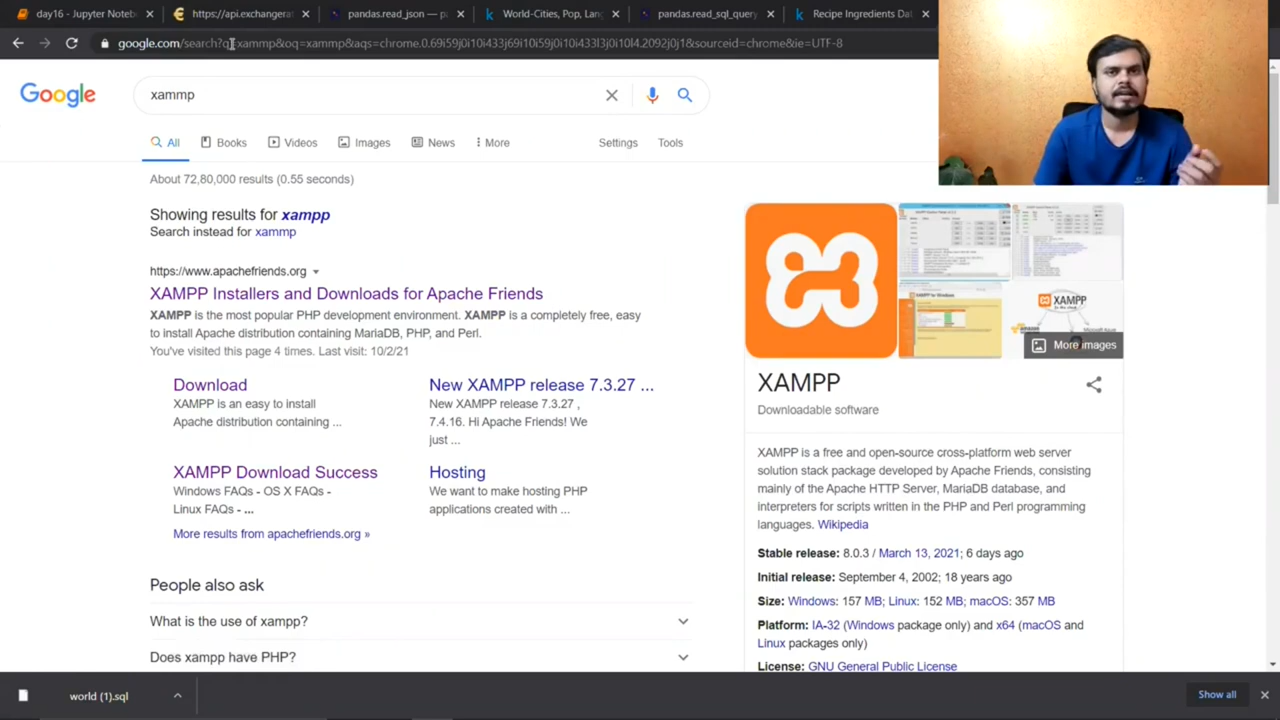 day16 - Jupyter Noteb
https://api.exchangerat
pandas.read_json — p
World-Cities, Pop, Lan
pandas.read_sql_query
Recipe Ingredients Dat
google.com/search?q=xammp&oq=xammp&aqs=chrome.0.69i59j0i10i433j69i10i59j0i10i433l3j0i10l4.2092j0j1&sourceid=chrome&ie=UTF-8
Google
xammp
All
Books
Videos
Images
News
More
Settings
Tools
About 72,80,000 results (0.55 seconds)
Showing results for xampp
Search instead for xammp
https://www.apachefriends.org
XAMPP Installers and Downloads for Apache Friends
XAMPP is the most popular PHP development environment. XAMPP is a completely free, easy
to install Apache distribution containing MariaDB, PHP, and Perl.
You've visited this page 4 times. Last visit: 10/2/21
Download
XAMPP is an easy to install
Apache distribution containing ...
New XAMPP release 7.3.27 ...
New XAMPP release 7.3.27 ,
7.4.16. Hi Apache Friends! We
just ...
XAMPP Download Success
Windows FAQs - OS X FAQs -
Linux FAQs - ...
Hosting
We want to make hosting PHP
applications created with ...
More results from apachefriends.org »
People also ask
What is the use of xampp?
Does xampp have PHP?
XAMPP
More images
XAMPP
Downloadable software
XAMPP is a free and open-source cross-platform web server
solution stack package developed by Apache Friends, consisting
mainly of the Apache HTTP Server, MariaDB database, and
interpreters for scripts written in the PHP and Perl programming
languages. Wikipedia
Stable release: 8.0.3 / March 13, 2021; 6 days ago
Initial release: September 4, 2002; 18 years ago
Size: Windows: 157 MB; Linux: 152 MB; macOS: 357 MB
Platform: IA-32 (Windows package only) and x64 (macOS and
Linux packages only)
License: GNU General Public License
world (1).sql
Show all